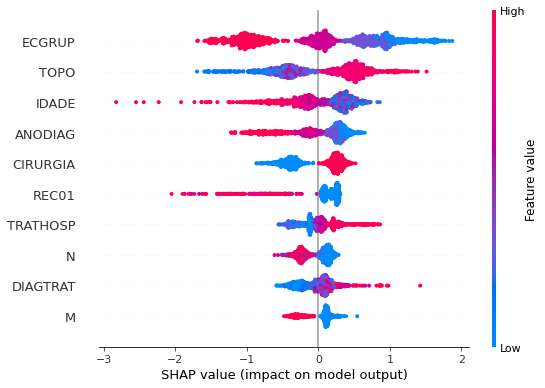 High
ECGRUP
TOPO
IDADE
ANODIAG
CIRURGIA
REC01
TRATHOSP
N
DIAGTRAT
M
Feature value
Low
−3 −2 −1 0 1 2
SHAP value (impact on model output)